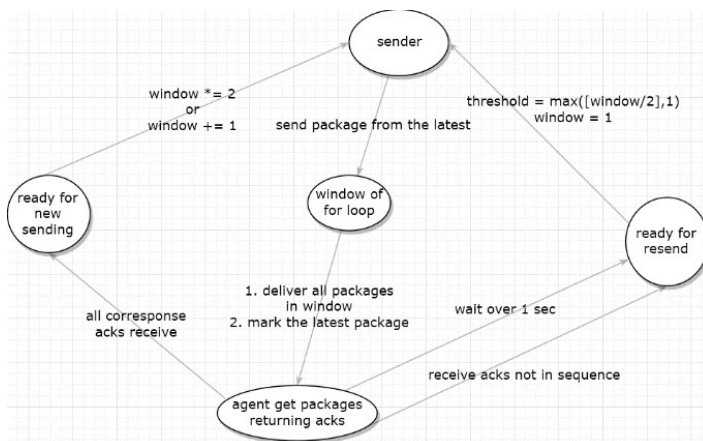 sender
window *= 2
or
window += 1
threshold = max([window/2],1)
window = 1
send package from the latest
ready for
new
sending
window of
for loop
ready for
resend
1. deliver all packages
in window
2. mark the latest package
all corresponse
acks receive
wait over 1 sec
receive acks not in sequence
agent get packages
returning acks